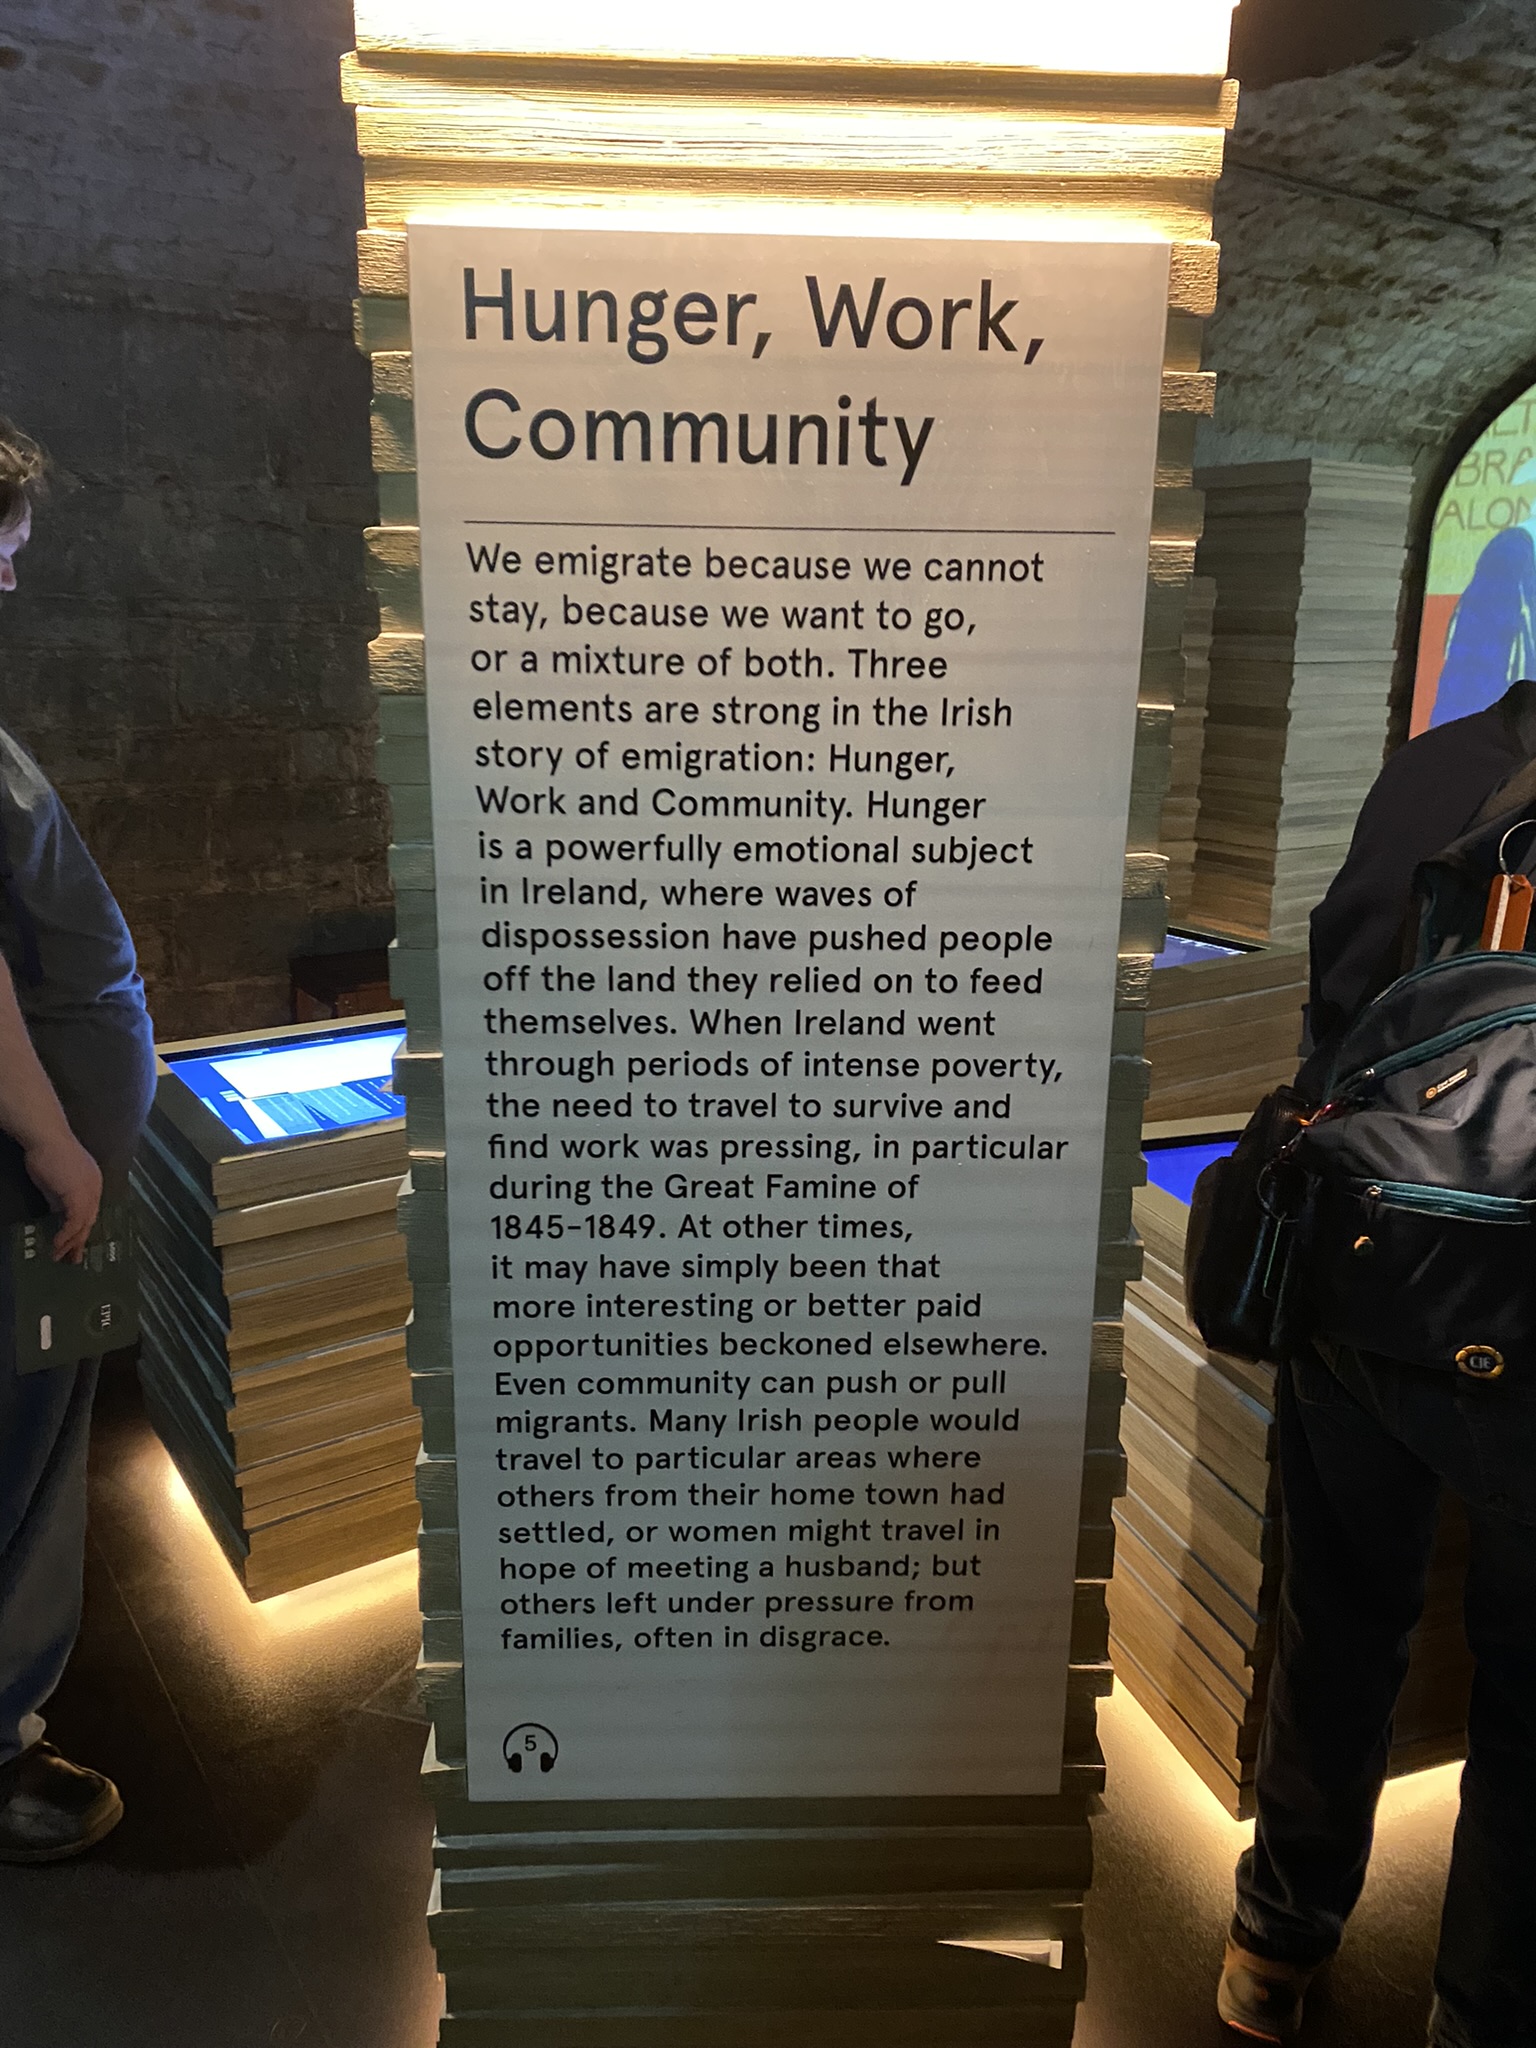 Hunger, Work,
Community
We emigrate because we cannot
stay, because we want to go,
or a mixture of both. Three
elements are strong in the Irish
story of emigration: Hunger,
Work and Community. Hunger
is a powerfully emotional subject
in Ireland, where waves of
dispossession have pushed people
off the land they relied on to feed
themselves. When Ireland went
through periods of intense poverty,
the need to travel to survive and
find work was pressing, in particular
during the Great Famine of
1845-1849. At other times,
it may have simply been that
more interesting or better paid
opportunities beckoned elsewhere.
Even community can push or pull
migrants. Many Irish people would
travel to particular areas where
others from their home town had
settled, or women might travel in
hope of meeting a husband; but
others left under pressure from
families, often in disgrace.
5
BRA
ALON
CIE
EPIC